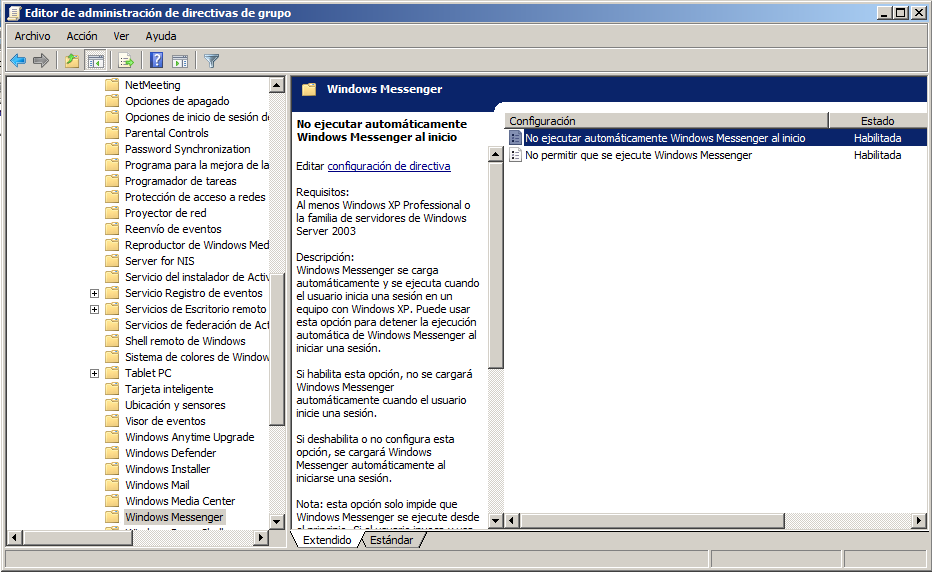 Editor de administración de directivas de grupo
Archivo Acción Ver Ayuda
NetMeeting
Opciones de apagado
Opciones de inicio de sesión de
Parental Controls
Password Synchronization
Programa para la mejora de la
Programador de tareas
Protección de acceso a redes
Proyector de red
Reenvío de eventos
Reproductor de Windows Med
Server for NIS
Servicio del instalador de Activ
Servicio Registro de eventos
Servicios de Escritorio remoto
Servicios de federación de Act
Shell remoto de Windows
Sistema de colores de Window
Tablet PC
Tarjeta inteligente
Ubicación y sensores
Visor de eventos
Windows Anytime Upgrade
Windows Defender
Windows Installer
Windows Mail
Windows Media Center
Windows Messenger
Windows Messenger
No ejecutar automáticamente
Windows Messenger al inicio
Editar configuración de directiva
Requisitos:
Al menos Windows XP Professional o
la familia de servidores de Windows
Server 2003
Descripción:
Windows Messenger se carga
automáticamente y se ejecuta cuando
el usuario inicia una sesión en un
equipo con Windows XP. Puede usar
esta opción para detener la ejecución
automática de Windows Messenger al
iniciar una sesión.
Si habilita esta opción, no se cargará
Windows Messenger
automáticamente cuando el usuario
inicie una sesión.
Si deshabilita o no configura esta
opción, se cargará Windows
Messenger automáticamente al
iniciarse una sesión.
Nota: esta opción solo impide que
Windows Messenger se ejecute desde
Configuración Estado
No ejecutar automáticamente Windows Messenger al inicio Habilitada
No permitir que se ejecute Windows Messenger Habilitada
Extendido Estándar